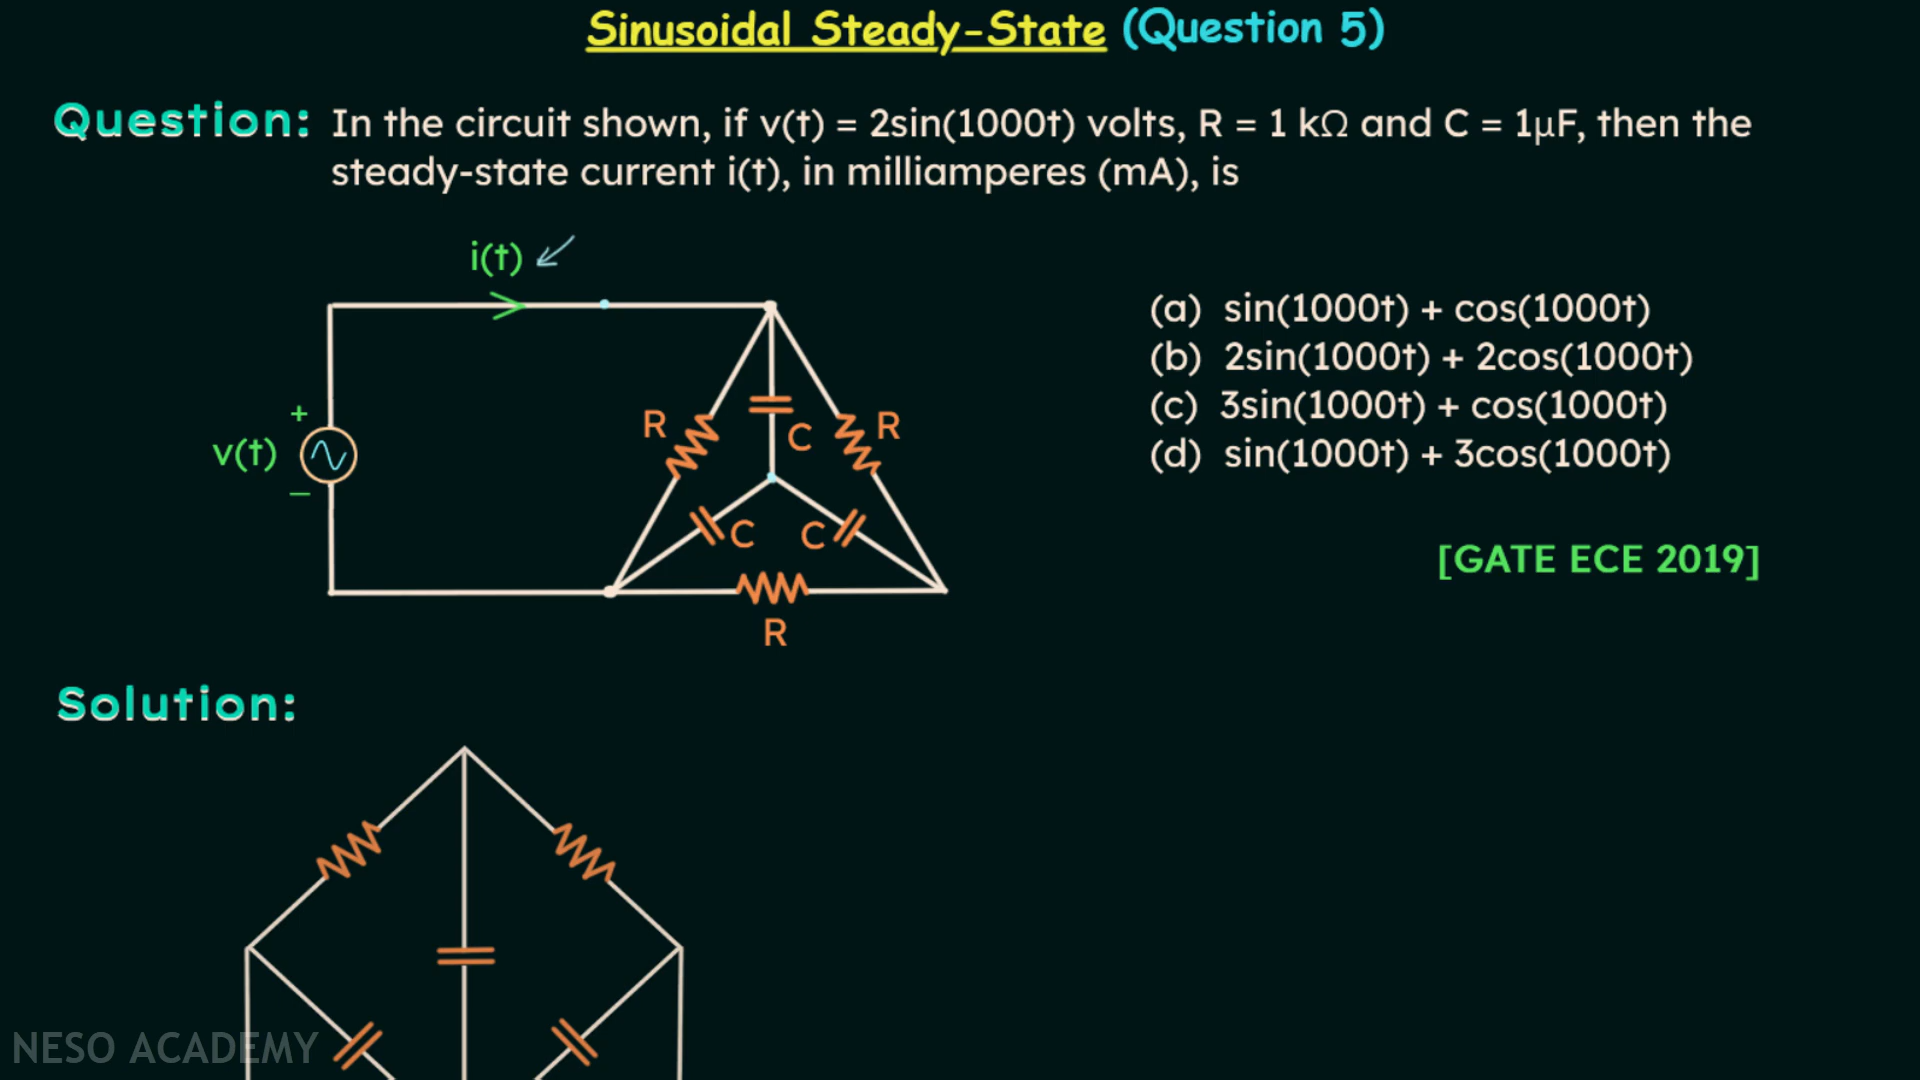 Sinusoidal Steady-State (Question 5)
Question: In the circuit shown, if v(t) = 2sin(1000t) volts, R = 1 kΩ and C = 1μF, then the
steady-state current i(t), in milliamperes (mA), is
i(t)
(a) sin(1000t) + cos(1000t)
(b) 2sin(1000t) + 2cos(1000t)
(c) 3sin(1000t) + cos(1000t)
(d) sin(1000t) + 3cos(1000t)
+
v(t)
−
R
C
R
C
C
R
[GATE ECE 2019]
Solution:
NESO ACADEMY